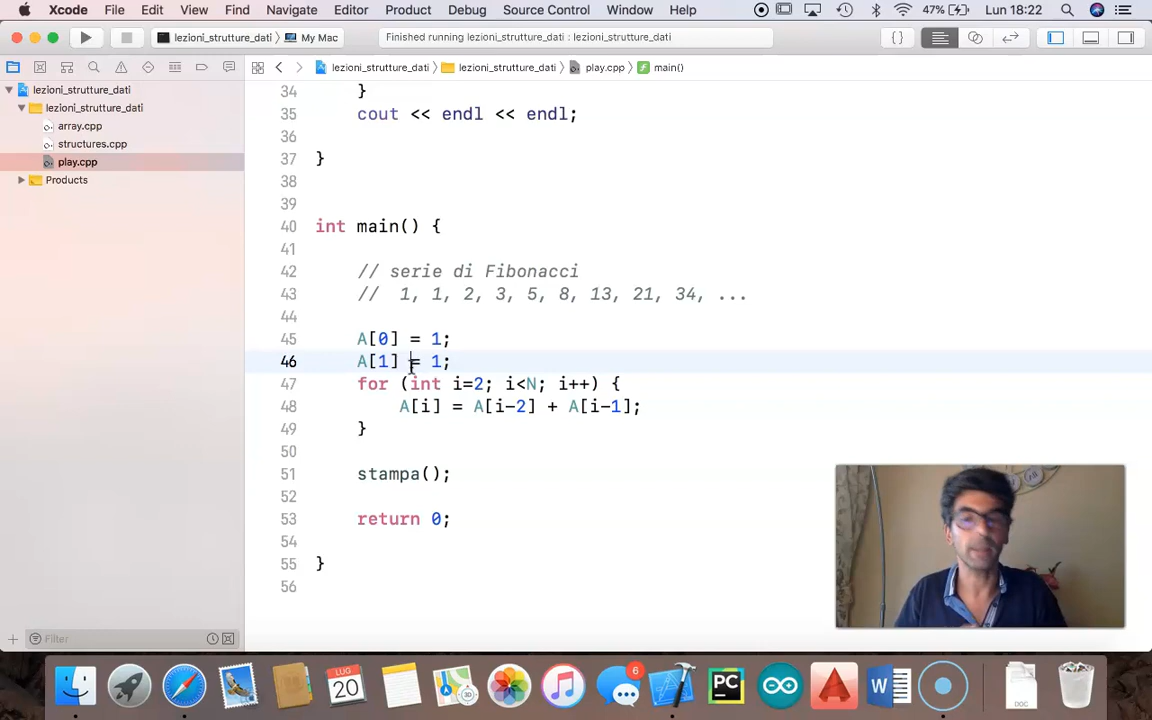 Xcode File Edit View Find Navigate Editor Product Debug Source Control Window Help 47% Lun 18:22
lezioni_strutture_dati My Mac Finished running lezioni_strutture_dati : lezioni_strutture_dati
lezioni_strutture_dati lezioni_strutture_dati play.cpp main()
lezioni_strutture_dati
lezioni_strutture_dati
array.cpp
structures.cpp
play.cpp
Products
34 }
35 cout << endl << endl;
36
37 }
38
39
40 int main() {
41
42 // serie di Fibonacci
43 // 1, 1, 2, 3, 5, 8, 13, 21, 34, ...
44
45 A[0] = 1;
46 A[1] = 1;
47 for (int i=2; i<N; i++) {
48 A[i] = A[i-2] + A[i-1];
49 }
50
51 stampa();
52
53 return 0;
54
55 }
56
Filter
LUG
20
6
PC
W
DOC